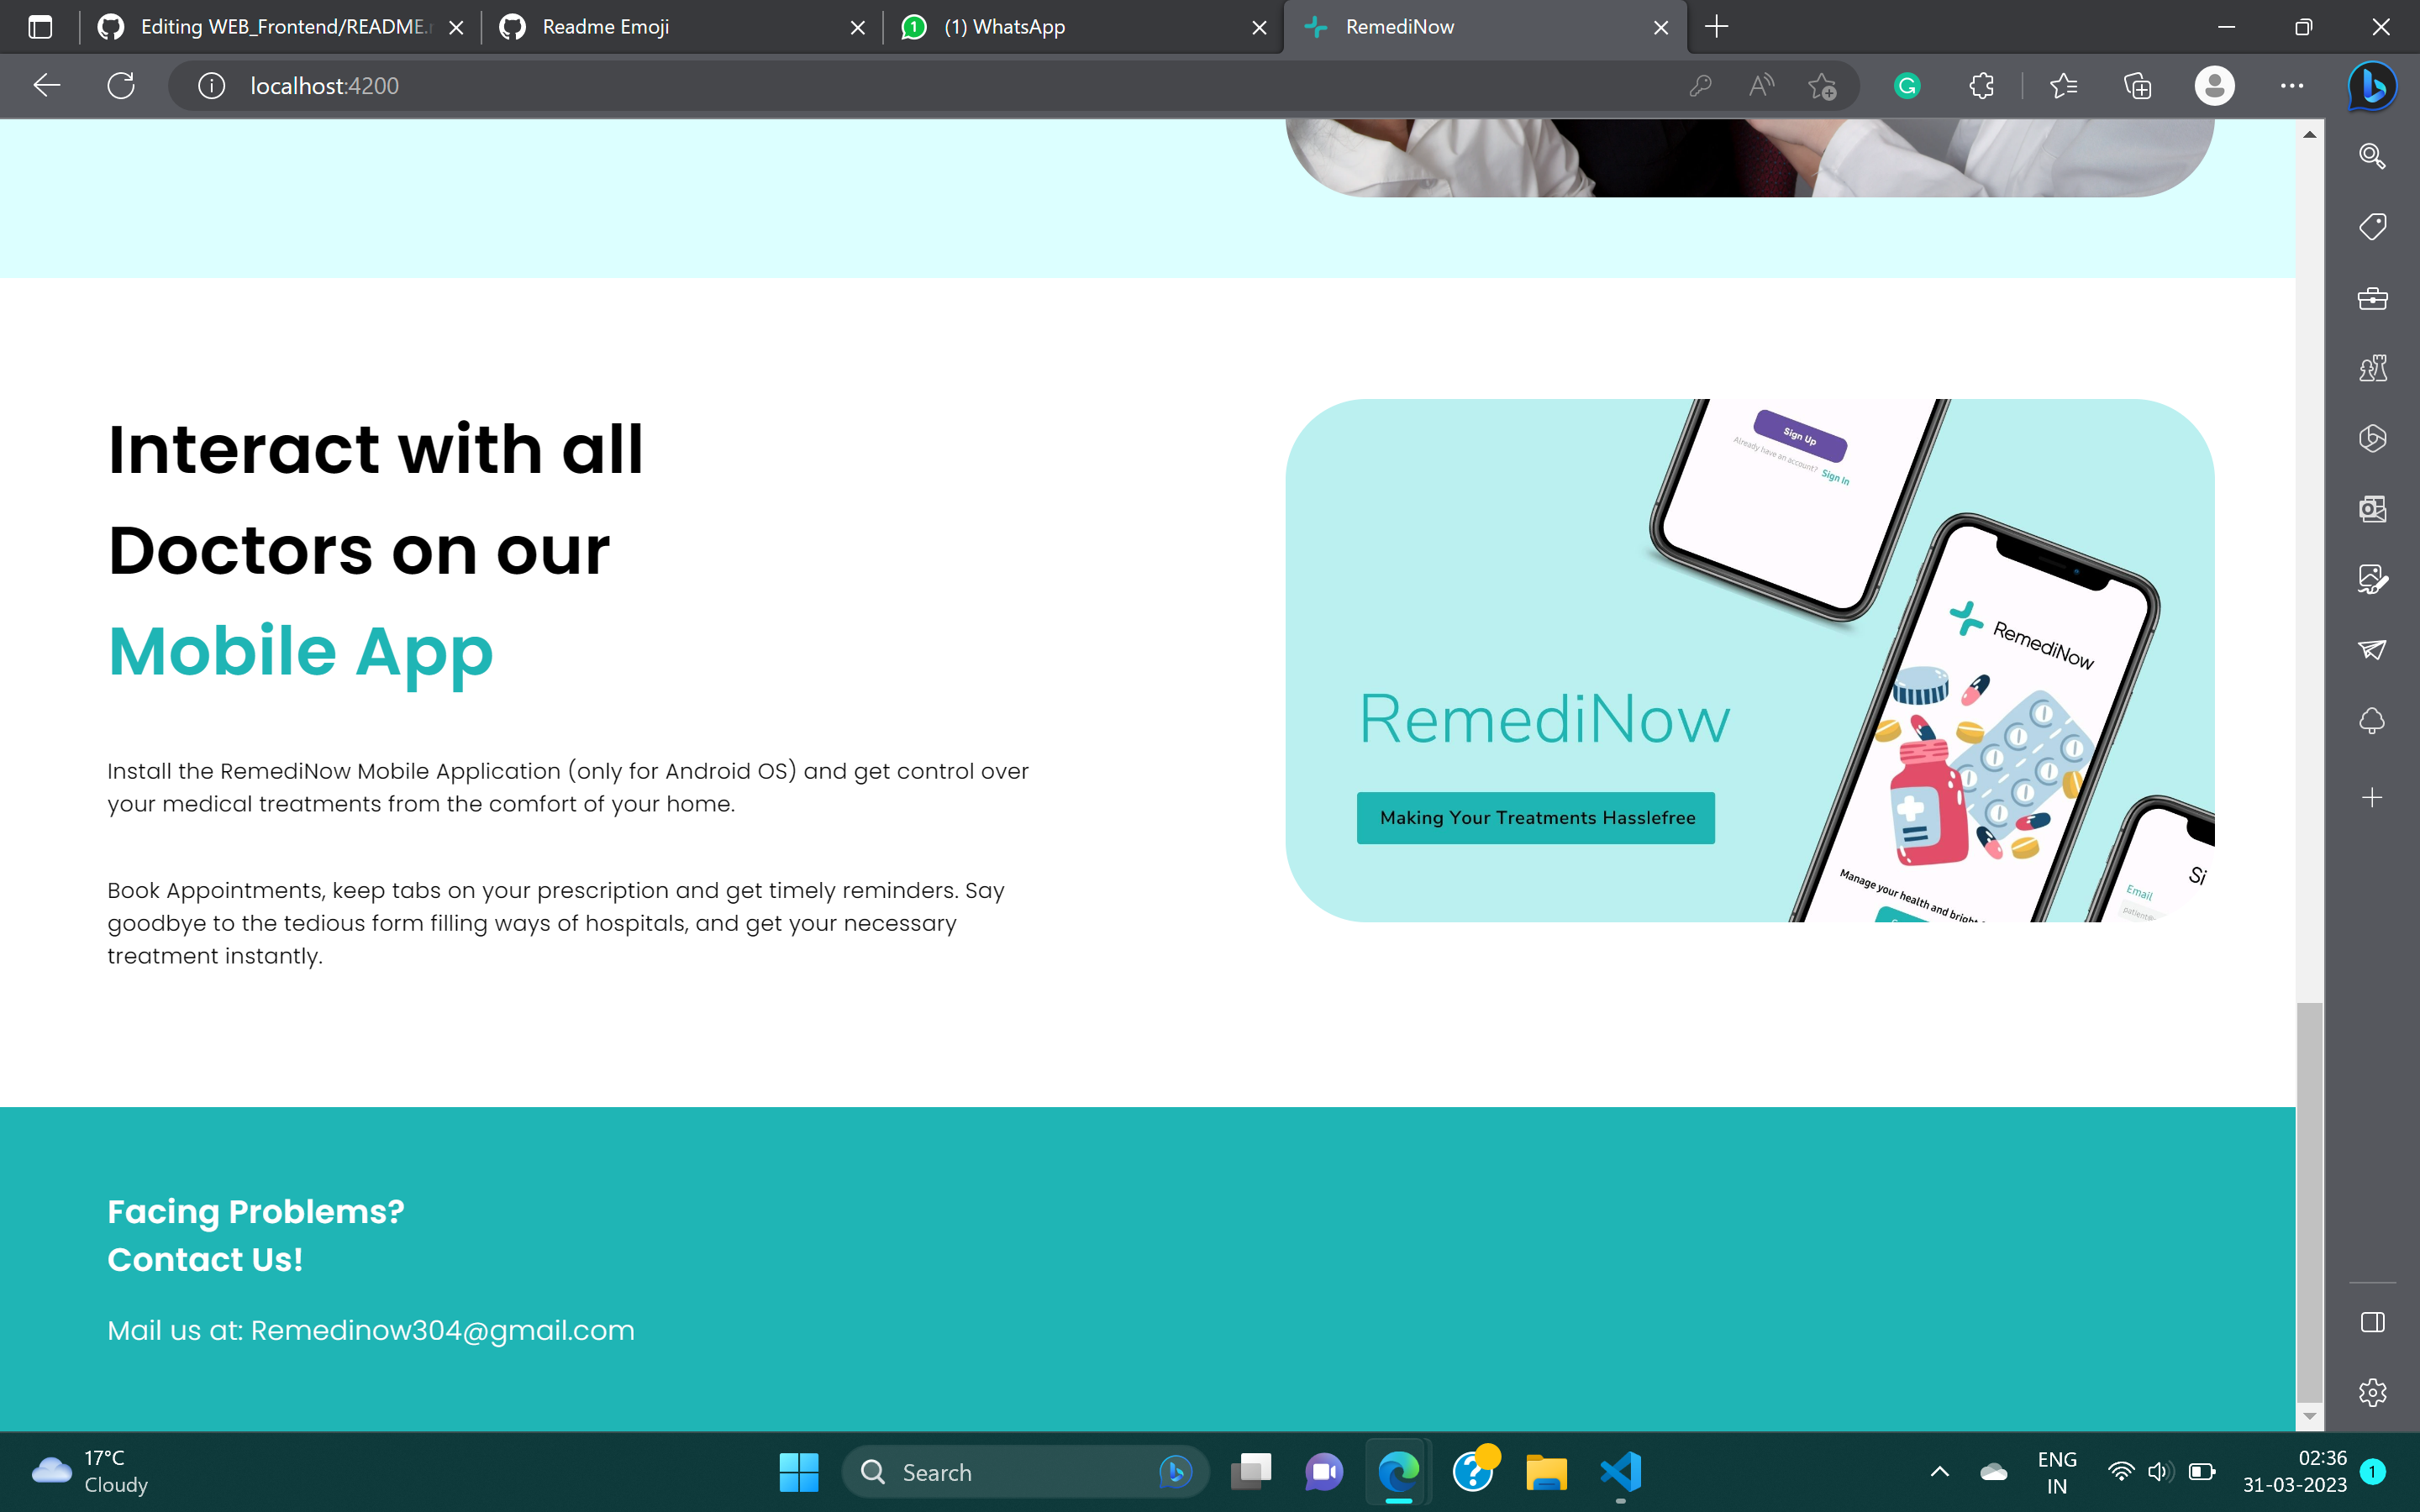 Editing WEB_Frontend/README.
Readme Emoji
(1) WhatsApp
RemediNow
localhost:4200
Interact with all
Doctors on our
Mobile App
Install the RemediNow Mobile Application (only for Android OS) and get control over
your medical treatments from the comfort of your home.
Book Appointments, keep tabs on your prescription and get timely reminders. Say
goodbye to the tedious form filling ways of hospitals, and get your necessary
treatment instantly.
Sign Up
Already have an account? Sign In
RemediNow
RemediNow
Making Your Treatments Hasslefree
Manage your health and bright
Si
Email
Facing Problems?
Contact Us!
Mail us at: Remedinow304@gmail.com
17°C
Cloudy
Search
ENG
IN
02:36
31-03-2023
1